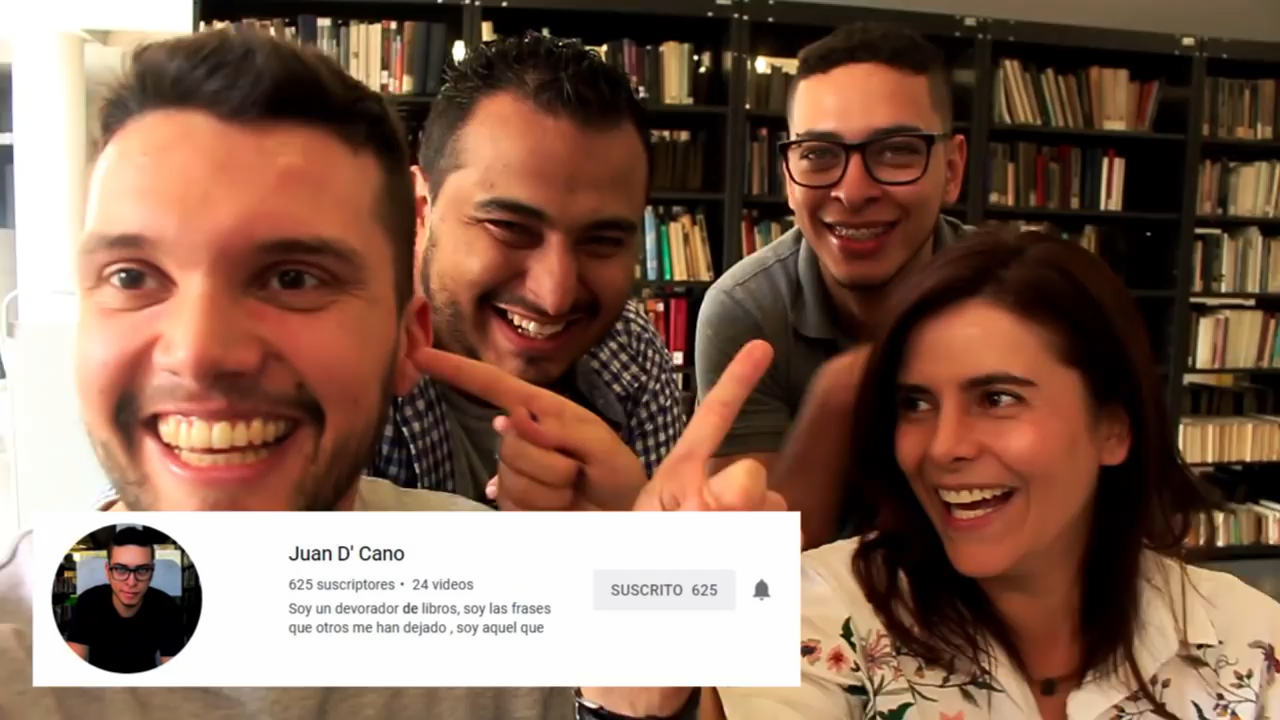 Juan D' Cano
625 suscriptores • 24 videos
SUSCRITO 625
Soy un devorador de libros, soy las frases
que otros me han dejado , soy aquel que